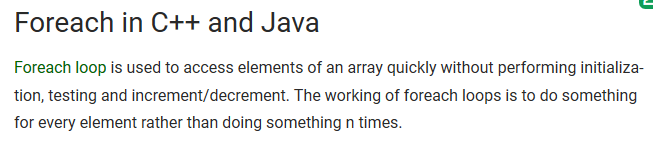 Foreach in C++ and Java
Foreach loop is used to access elements of an array quickly without performing initializa-
tion, testing and increment/decrement. The working of foreach loops is to do something
for every element rather than doing something n times.